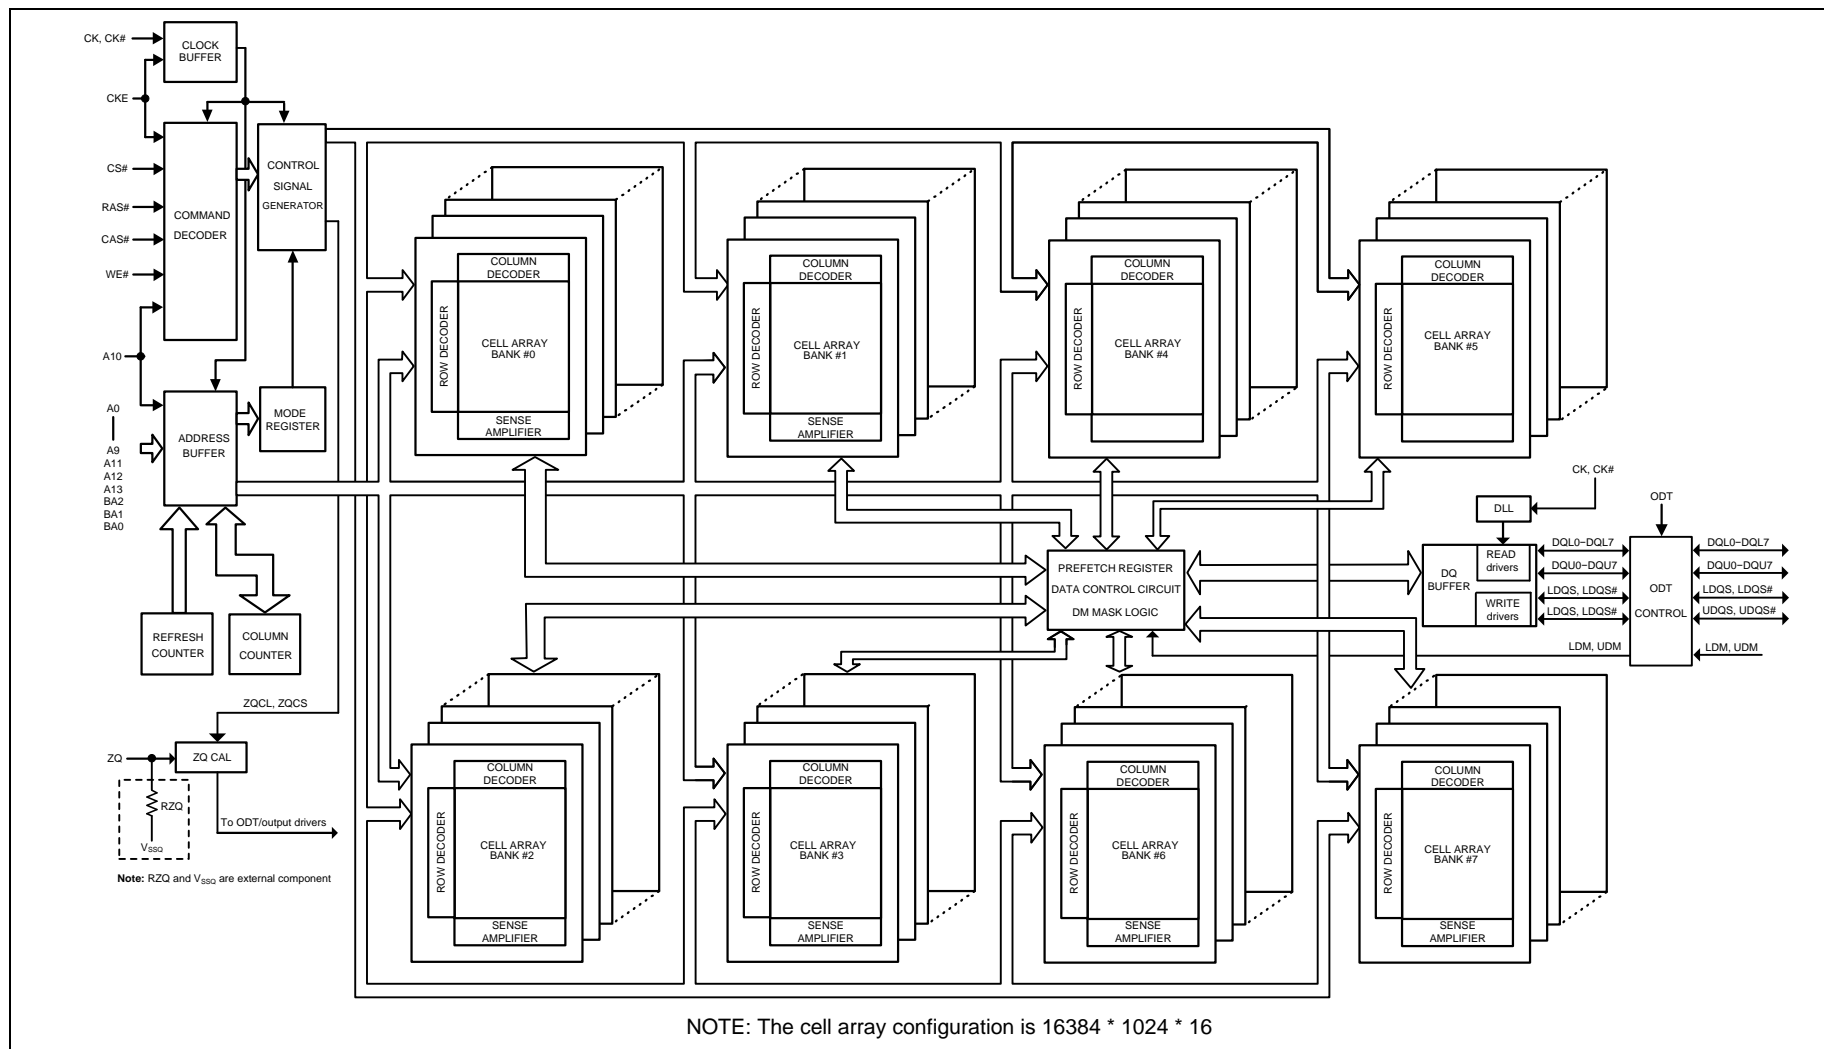 CK, CK#
CLOCK
BUFFER
CKE
CS#
RAS#
CAS#
WE#
COMMAND
DECODER
CONTROL
SIGNAL
GENERATOR
A10
A0
A9
A11
A12
A13
BA2
BA1
BA0
ADDRESS
BUFFER
MODE
REGISTER
REFRESH
COUNTER
COLUMN
COUNTER
ZQCL, ZQCS
ZQ
ZQ CAL
RZQ
VSSQ
To ODT/output drivers
Note: RZQ and VSSQ are external component
COLUMN
DECODER
ROW DECODER
CELL ARRAY
BANK #0
SENSE
AMPLIFIER
COLUMN
DECODER
ROW DECODER
CELL ARRAY
BANK #1
SENSE
AMPLIFIER
COLUMN
DECODER
ROW DECODER
CELL ARRAY
BANK #4
COLUMN
DECODER
ROW DECODER
CELL ARRAY
BANK #5
PREFETCH REGISTER
DATA CONTROL CIRCUIT
DM MASK LOGIC
CK, CK#
DLL
ODT
DQ
BUFFER
READ
drivers
WRITE
drivers
DQL0~DQL7
DQU0~DQU7
LDQS, LDQS#
LDQS, LDQS#
LDM, UDM
ODT
CONTROL
DQL0~DQL7
DQU0~DQU7
LDQS, LDQS#
UDQS, UDQS#
LDM, UDM
COLUMN
DECODER
ROW DECODER
CELL ARRAY
BANK #2
SENSE
AMPLIFIER
COLUMN
DECODER
ROW DECODER
CELL ARRAY
BANK #3
SENSE
AMPLIFIER
COLUMN
DECODER
ROW DECODER
CELL ARRAY
BANK #6
SENSE
AMPLIFIER
COLUMN
DECODER
ROW DECODER
CELL ARRAY
BANK #7
SENSE
AMPLIFIER
NOTE: The cell array configuration is 16384 * 1024 * 16